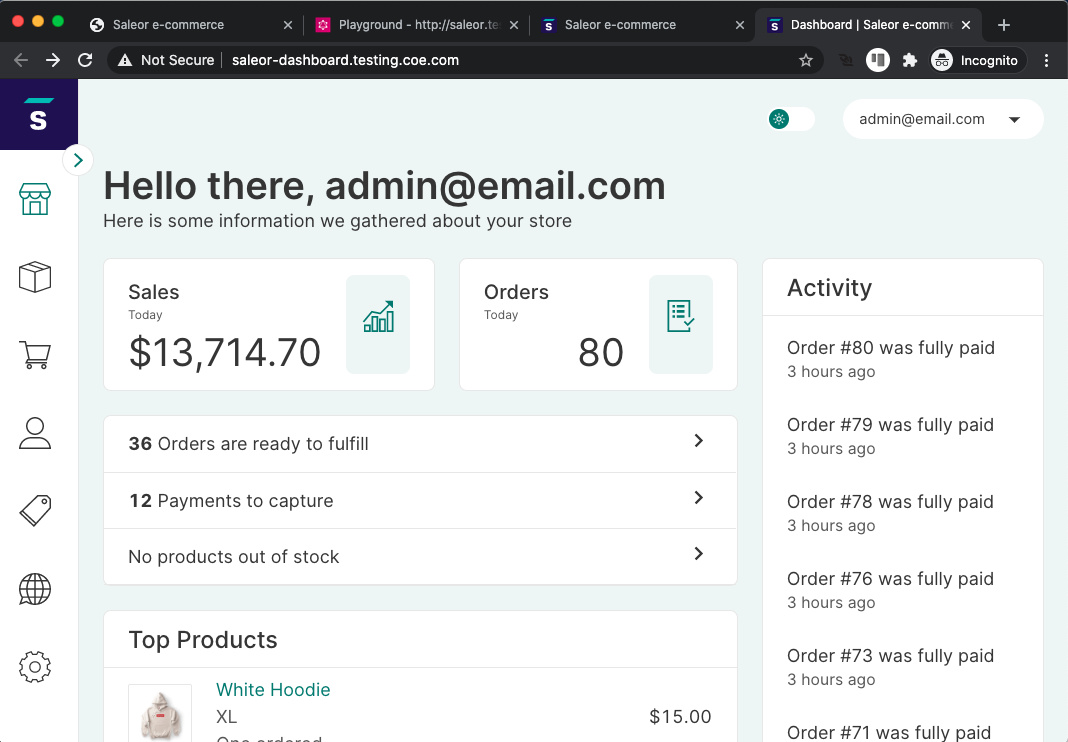 Saleor e-commerce
Playground - http://saleor.te
Saleor e-commerce
Dashboard | Saleor e-comm
Not Secure
saleor-dashboard.testing.coe.com
Incognito
S
admin@email.com
Hello there, admin@email.com
Here is some information we gathered about your store
Sales
Today
$13,714.70
Orders
Today
80
36 Orders are ready to fulfill
12 Payments to capture
No products out of stock
Top Products
White Hoodie
XL
$15.00
One ordered
Activity
Order #80 was fully paid
3 hours ago
Order #79 was fully paid
3 hours ago
Order #78 was fully paid
3 hours ago
Order #76 was fully paid
3 hours ago
Order #73 was fully paid
3 hours ago
Order #71 was fully paid